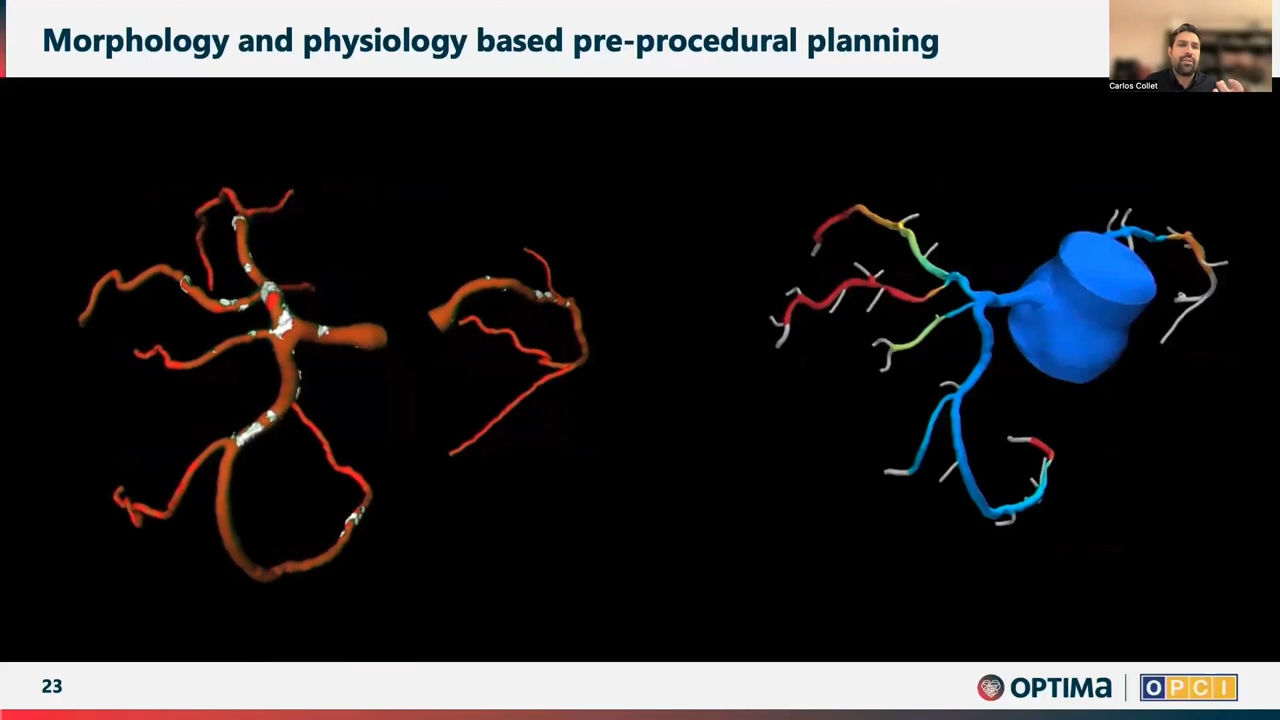 Morphology and physiology based pre-procedural planning
Carlos Collet
23
OPTIMA
OPCI